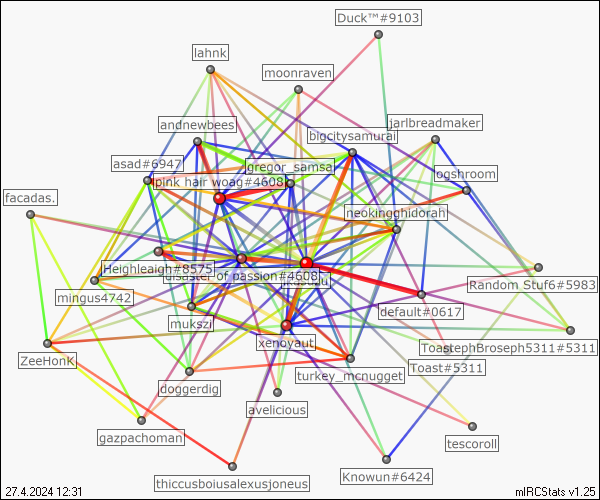 Duck™#9103
lahnk
moonraven
andnewbees
jarlbreadmaker
bigcitysamurai
asad#6947
gregor_samsa
logshroom
pink hair woag#4608
facadas.
neokingghidorah
Heighleaigh#8575
disaster of passion#4608
Random Stuf6#5983
mingus4742
default#0617
mukszi
xenoyaut
ToastephBroseph5311#5311
ZeeHonk
Toast#5311
turkey_mcnugget
doggerdig
avelicious
gazpachoman
tescoroll
Knowun#6424
thiccusboiusalexusjoneus
27.4.2024 12:31
mIRCStats v1.25